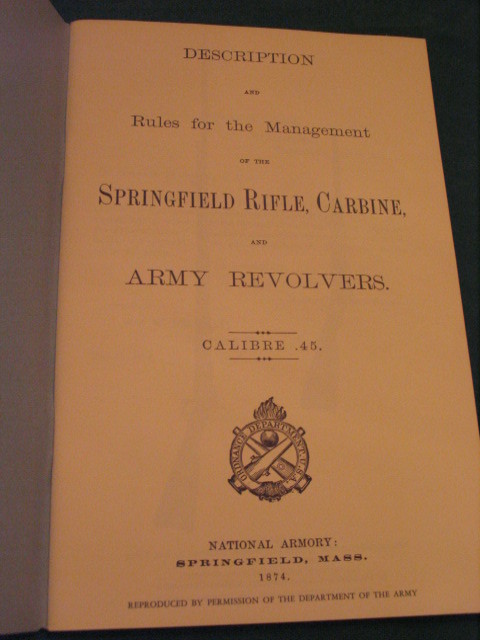 DESCRIPTION
AND
Rules for the Management
OF THE
SPRINGFIELD RIFLE, CARBINE,
AND
ARMY REVOLVERS.
CALIBRE .45.
ORDNANCE DEPARTMENT. U.S.A.
NATIONAL ARMORY:
SPRINGFIELD, MASS.
1874.
REPRODUCED BY PERMISSION OF THE DEPARTMENT OF THE ARMY